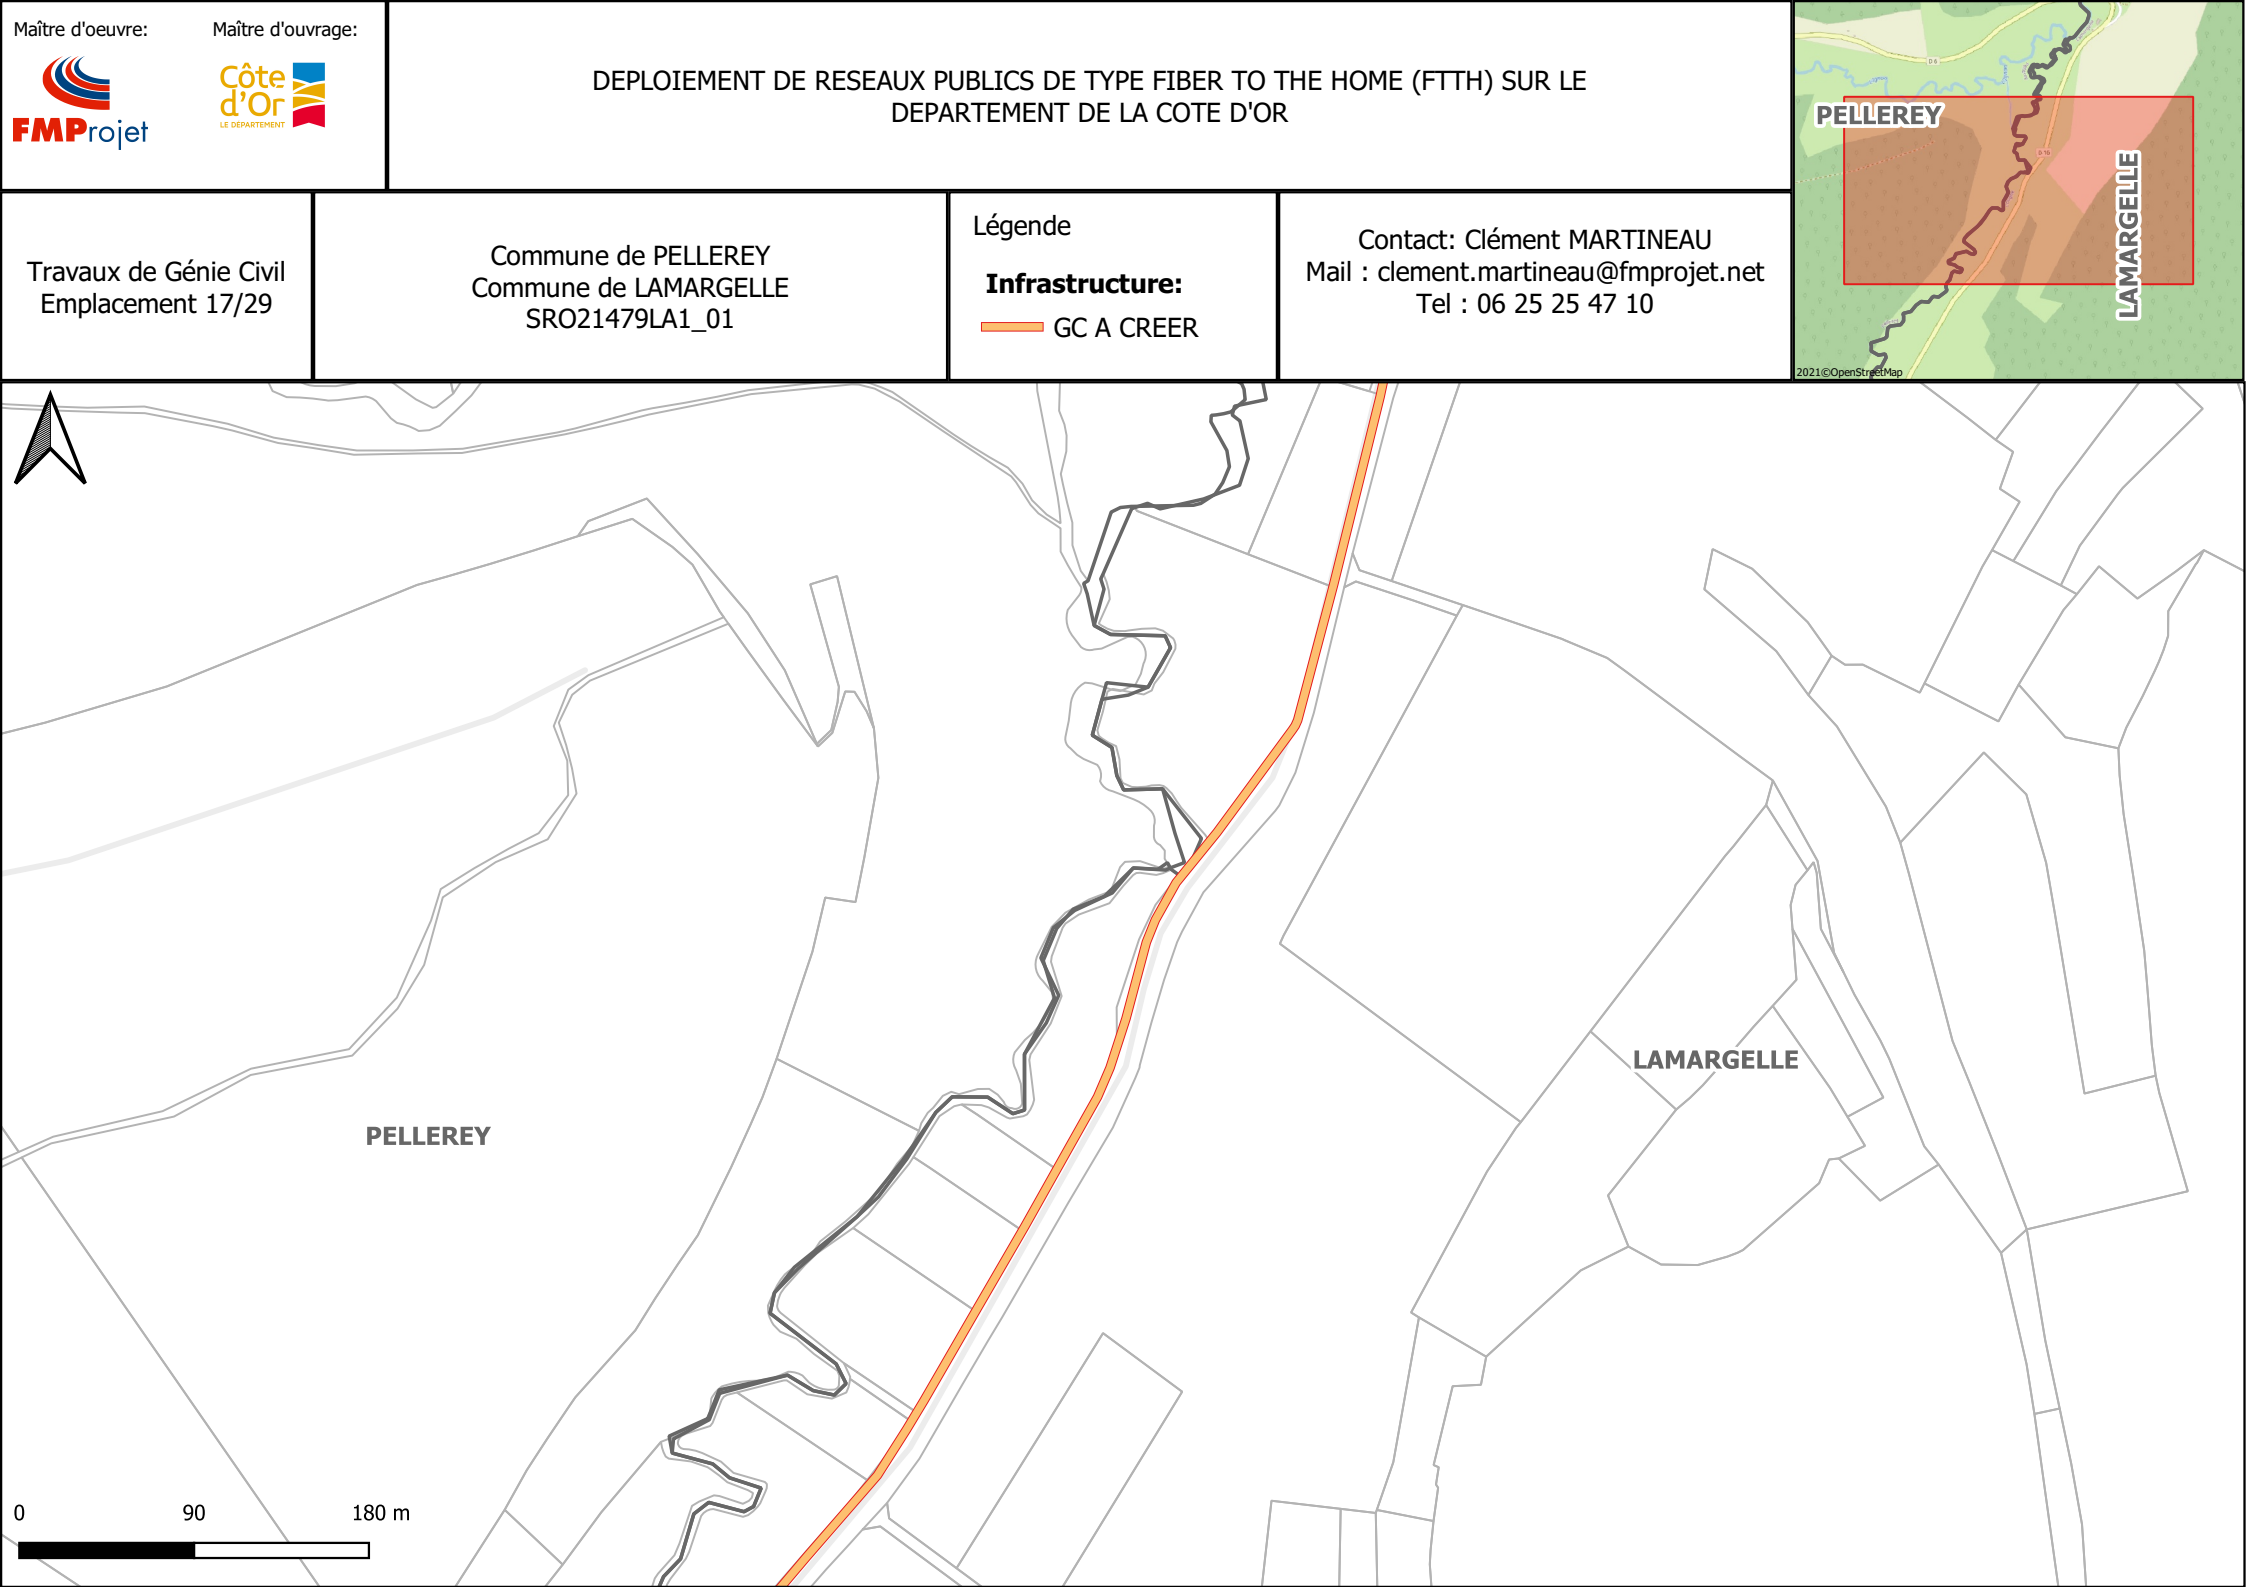 Maître d'oeuvre:
Maître d'ouvrage:
FMProjet
Côte
d'Or
LE DÉPARTEMENT
DEPLOIEMENT DE RESEAUX PUBLICS DE TYPE FIBER TO THE HOME (FTTH) SUR LE
DEPARTEMENT DE LA COTE D'OR
Travaux de Génie Civil
Emplacement 17/29
Commune de PELLEREY
Commune de LAMARGELLE
SRO21479LA1_01
Légende
Infrastructure:
GC A CREER
Contact: Clément MARTINEAU
Mail : clement.martineau@fmprojet.net
Tel : 06 25 25 47 10
D 6
PELLEREY
D 16
LAMARGELLE
2021©OpenStreetMap
LAMARGELLE
PELLEREY
0 90 180 m